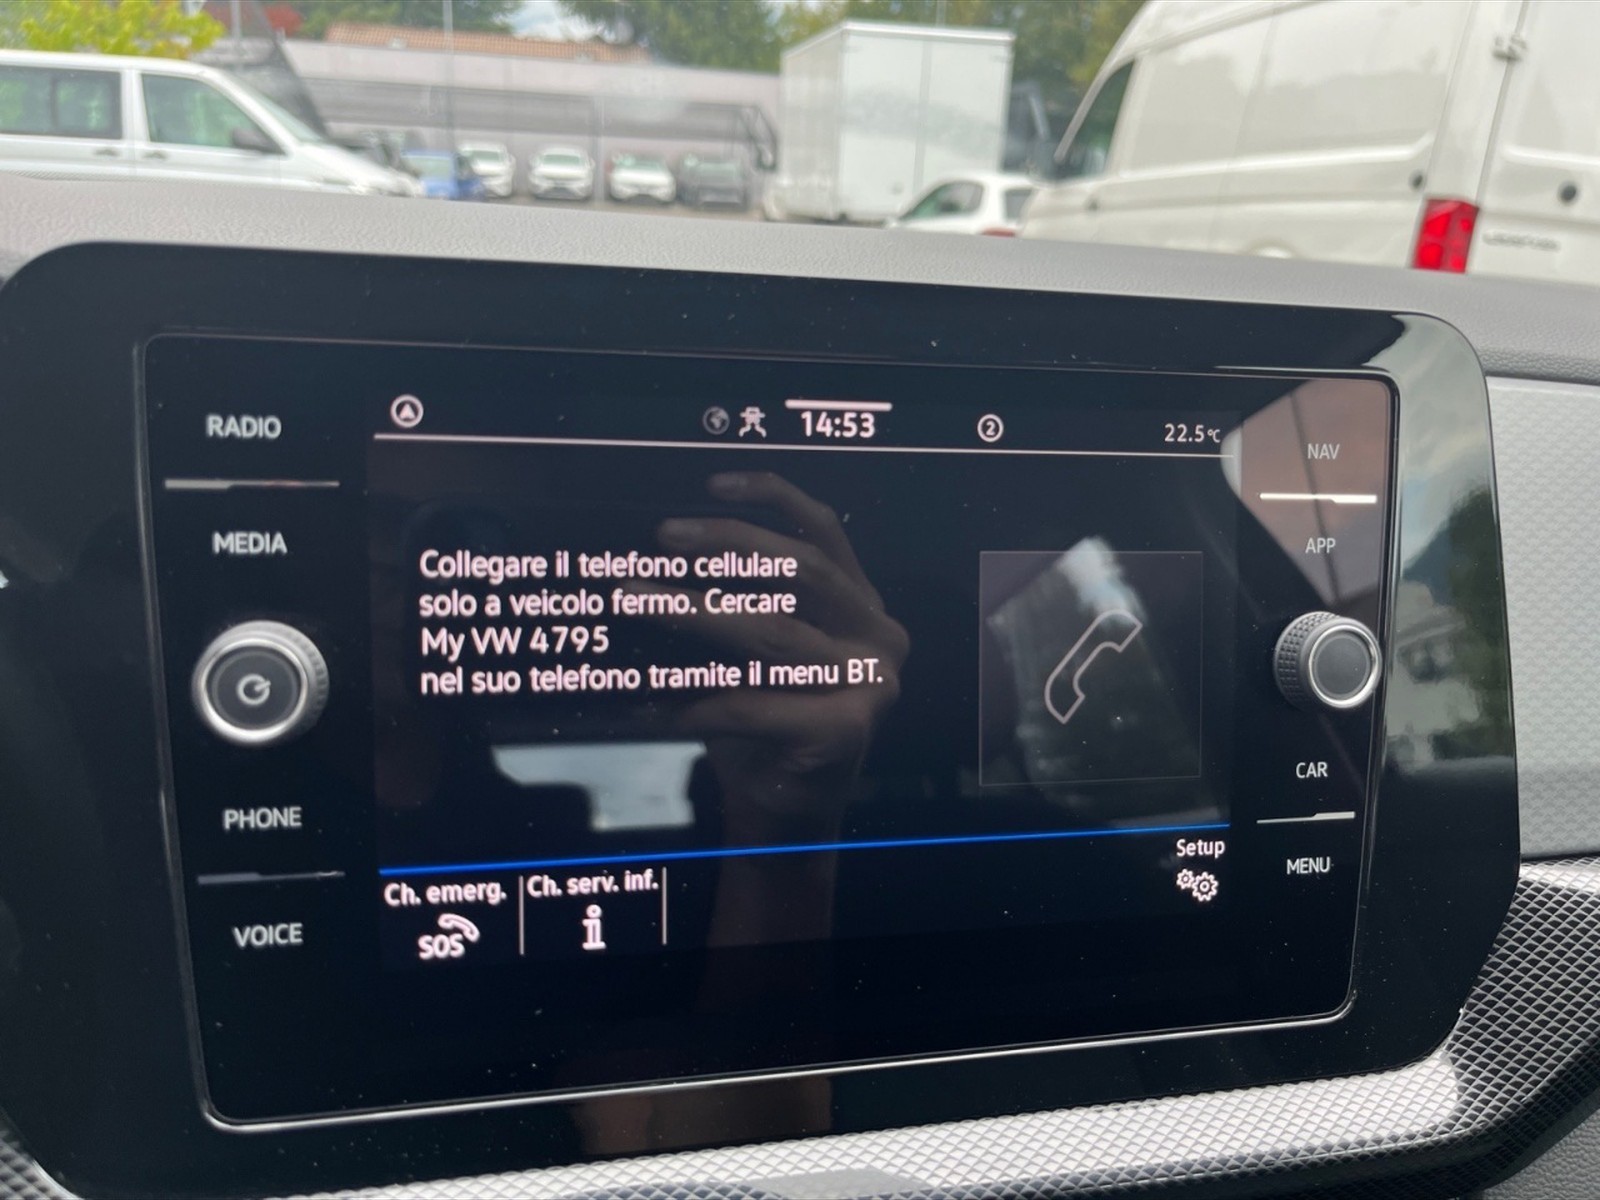 RADIO
MEDIA
PHONE
VOICE
14:53
2
22.5°C
Collegare il telefono cellulare
solo a veicolo fermo. Cercare
My VW 4795
nel suo telefono tramite il menu BT.
Ch. emerg.
SOS
Ch. serv. inf.
i
Setup
NAV
APP
CAR
MENU